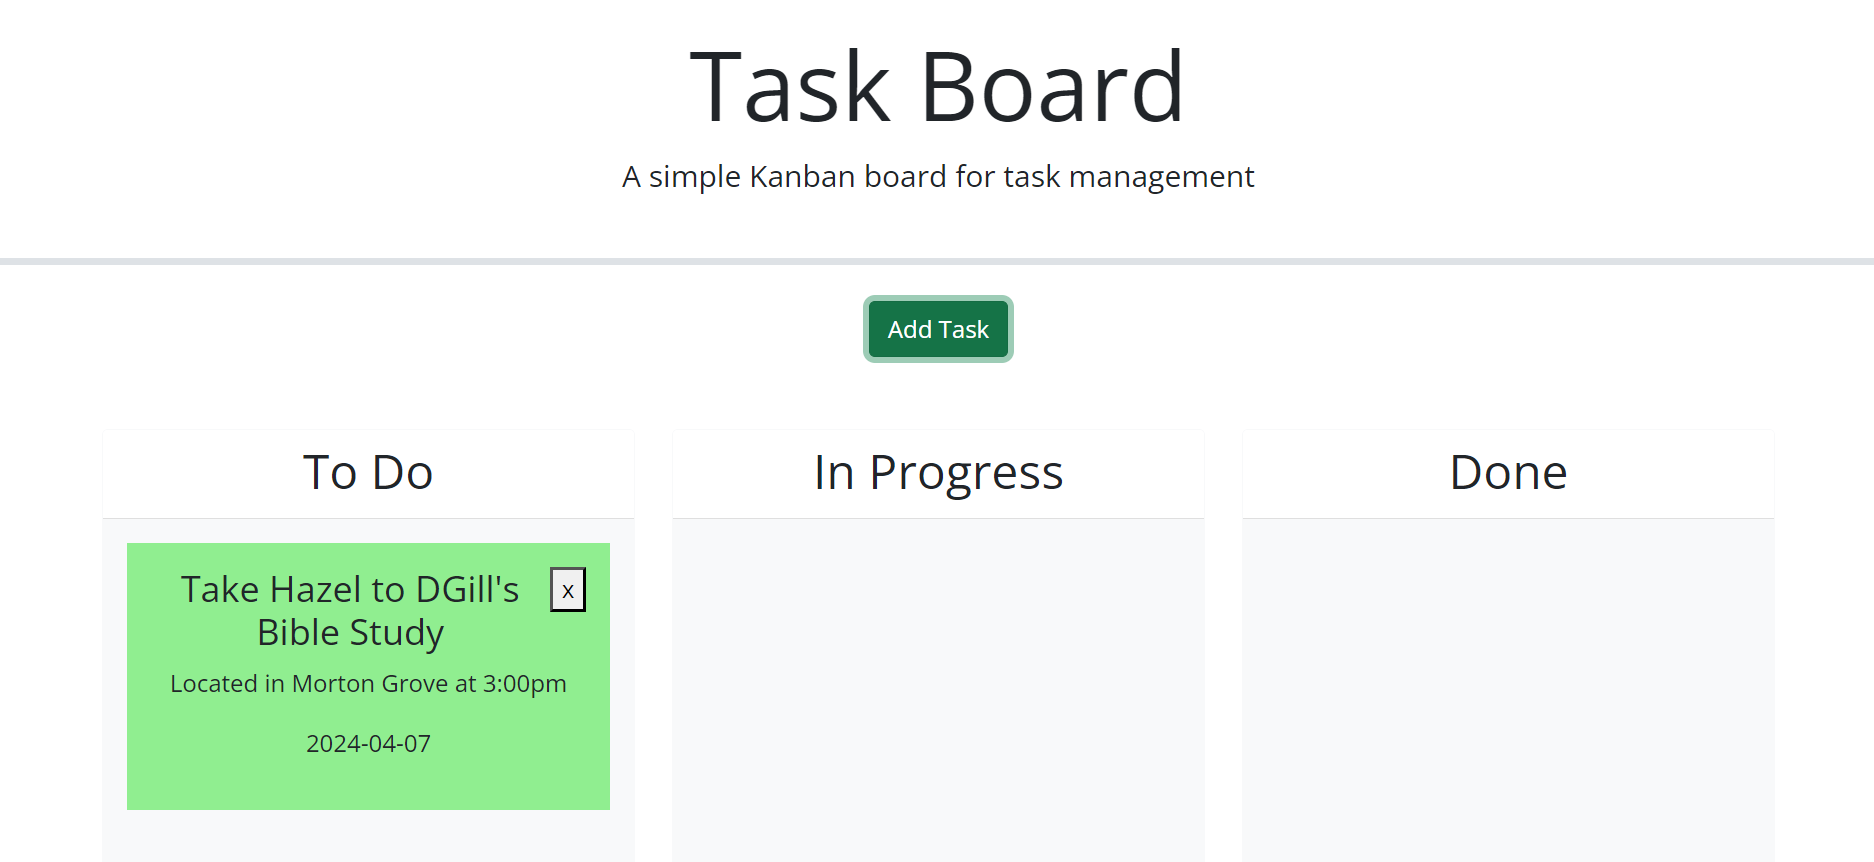 Task Board
A simple Kanban board for task management
Add Task
To Do
In Progress
Done
Take Hazel to DGill's
Bible Study
x
Located in Morton Grove at 3:00pm
2024-04-07